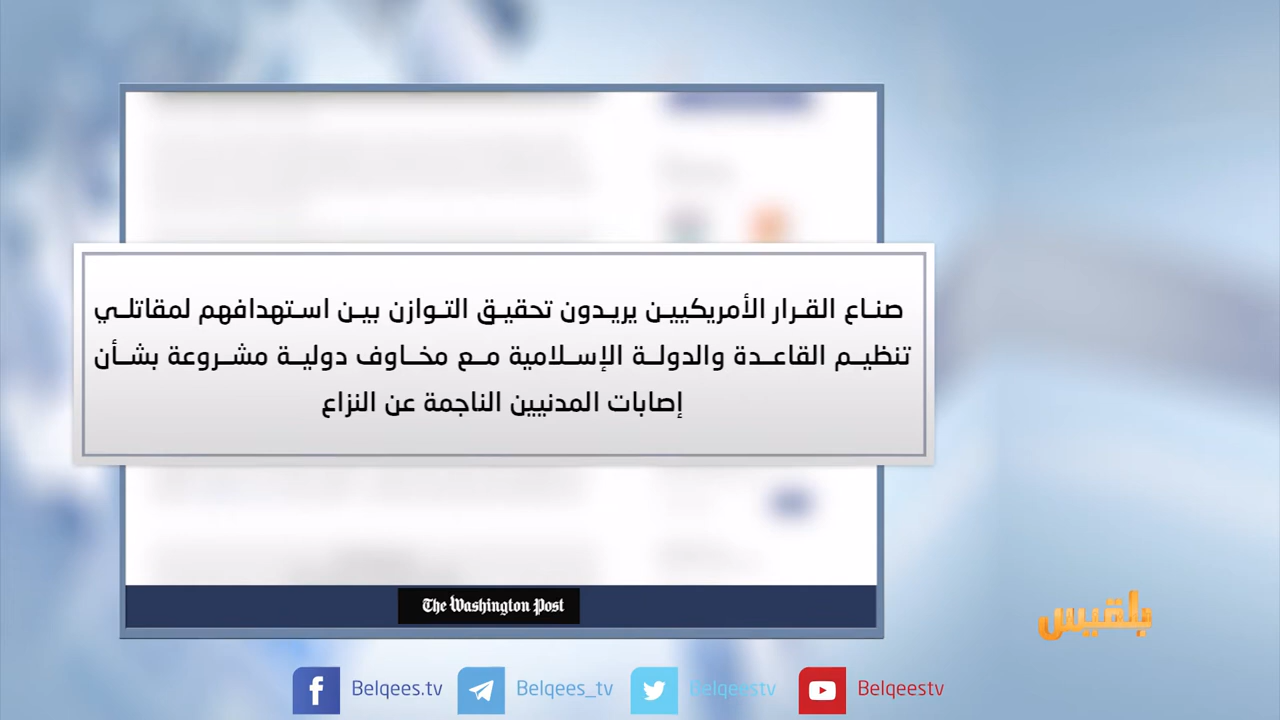 صناع القرار الأمريكيين يريدون تحقيق التوازن بين استهدافهم لمقاتلي
تنظيم القاعدة والدولة الإسلامية مع مخاوف دولية مشروعة بشأن
إصابات المدنيين الناجمة عن النزاع
The Washington Post
بلقيس
Belqees.tv
Belqees_tv
Belqeestv
Belqeestv